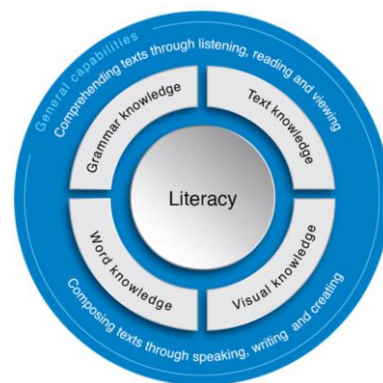 General capabilities
Comprehending texts through listening, reading and viewing
Grammar knowledge
Text knowledge
Literacy
Word knowledge
Visual knowledge
Composing texts through speaking, writing and creating